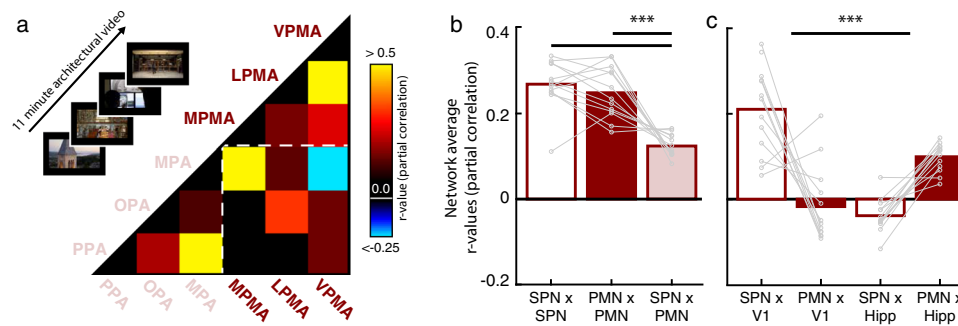 a
11 minute architectural video
VPMA
LPMA
MPMA
MPA
OPA
PPA
PPA
OPA
MPA
MPMA
LPMA
VPMA
> 0.5
0.0
<-0.25
r-value (partial correlation)
b
***
Network average
r-values (partial correlation)
0.2
0
-0.2
SPN x
SPN
PMN x
PMN
SPN x
PMN
c
***
SPN x
V1
PMN x
V1
SPN x
Hipp
PMN x
Hipp